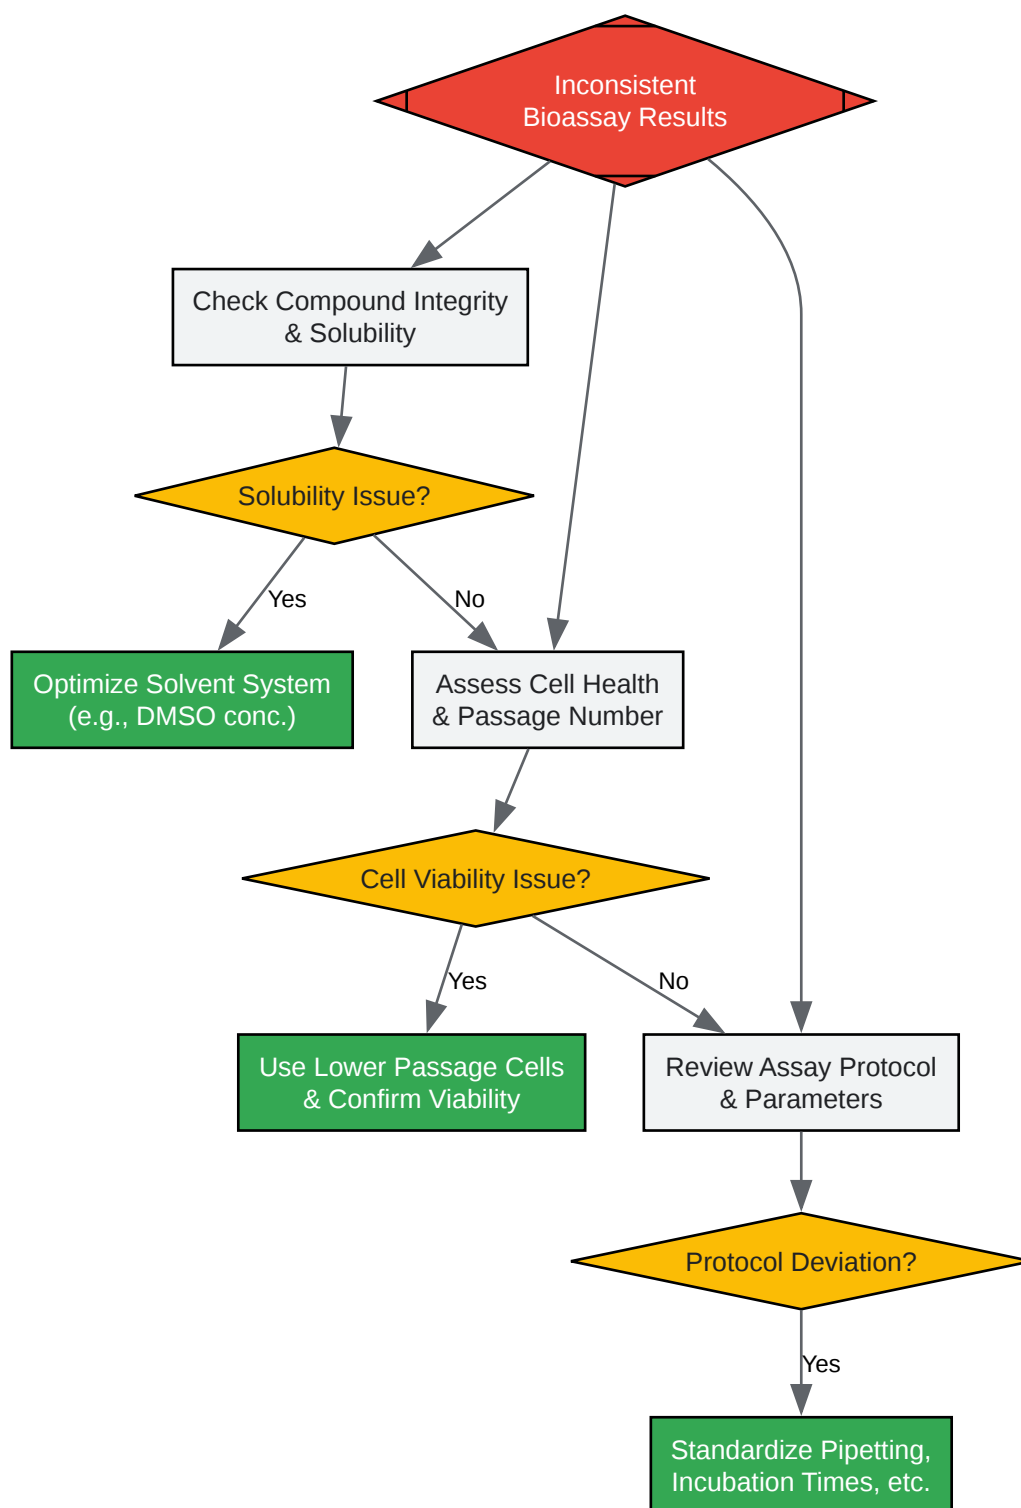 Inconsistent
Bioassay Results
Check Compound Integrity
& Solubility
Solubility Issue?
Yes
No
Optimize Solvent System
(e.g., DMSO conc.)
Assess Cell Health
& Passage Number
Cell Viability Issue?
Yes
No
Use Lower Passage Cells
& Confirm Viability
Review Assay Protocol
& Parameters
Protocol Deviation?
Yes
Standardize Pipetting,
Incubation Times, etc.